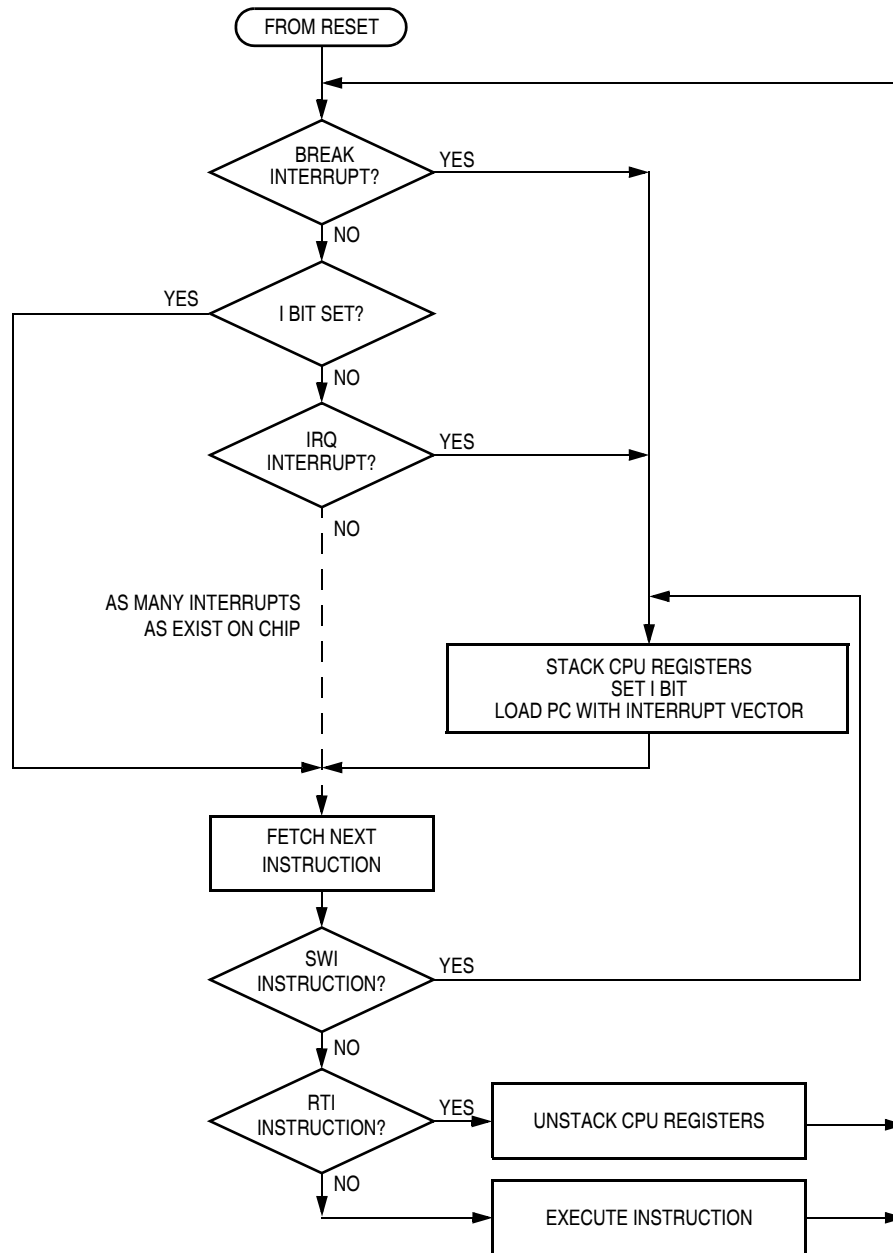 FROM RESET
BREAK
INTERRUPT?
YES
NO
YES
I BIT SET?
NO
IRQ
INTERRUPT?
YES
NO
AS MANY INTERRUPTS
AS EXIST ON CHIP
STACK CPU REGISTERS
SET I BIT
LOAD PC WITH INTERRUPT VECTOR
FETCH NEXT
INSTRUCTION
SWI
INSTRUCTION?
YES
NO
RTI
INSTRUCTION?
YES
UNSTACK CPU REGISTERS
NO
EXECUTE INSTRUCTION